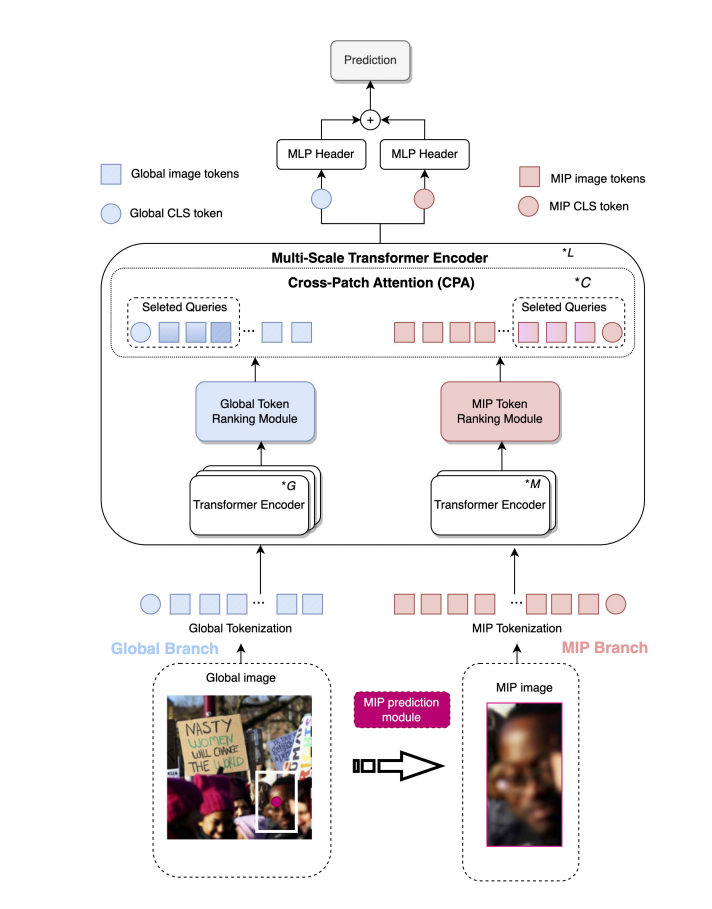 Prediction
+
MLP Header
MLP Header
Global image tokens
Global CLS token
MIP image tokens
MIP CLS token
Multi-Scale Transformer Encoder
*L
Cross-Patch Attention (CPA)
*C
Seleted Queries
...
Seleted Queries
...
Global Token
Ranking Module
MIP Token
Ranking Module
*G
Transformer Encoder
*M
Transformer Encoder
...
...
Global Tokenization
MIP Tokenization
Global Branch
MIP Branch
Global image
MIP prediction
module
MIP image
NASTY
WOMEN
WILL CHANGE
THE WORLD